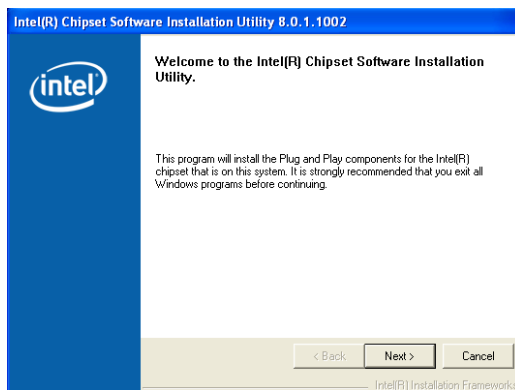 Intel(R) Chipset Software Installation Utility 8.0.1.1002
intel
Welcome to the Intel(R) Chipset Software Installation
Utility.
This program will install the Plug and Play components for the Intel(R)
chipset that is on this system. It is strongly recommended that you exit all
Windows programs before continuing.
< Back
Next >
Cancel
Intel(R) Installation Frameworks